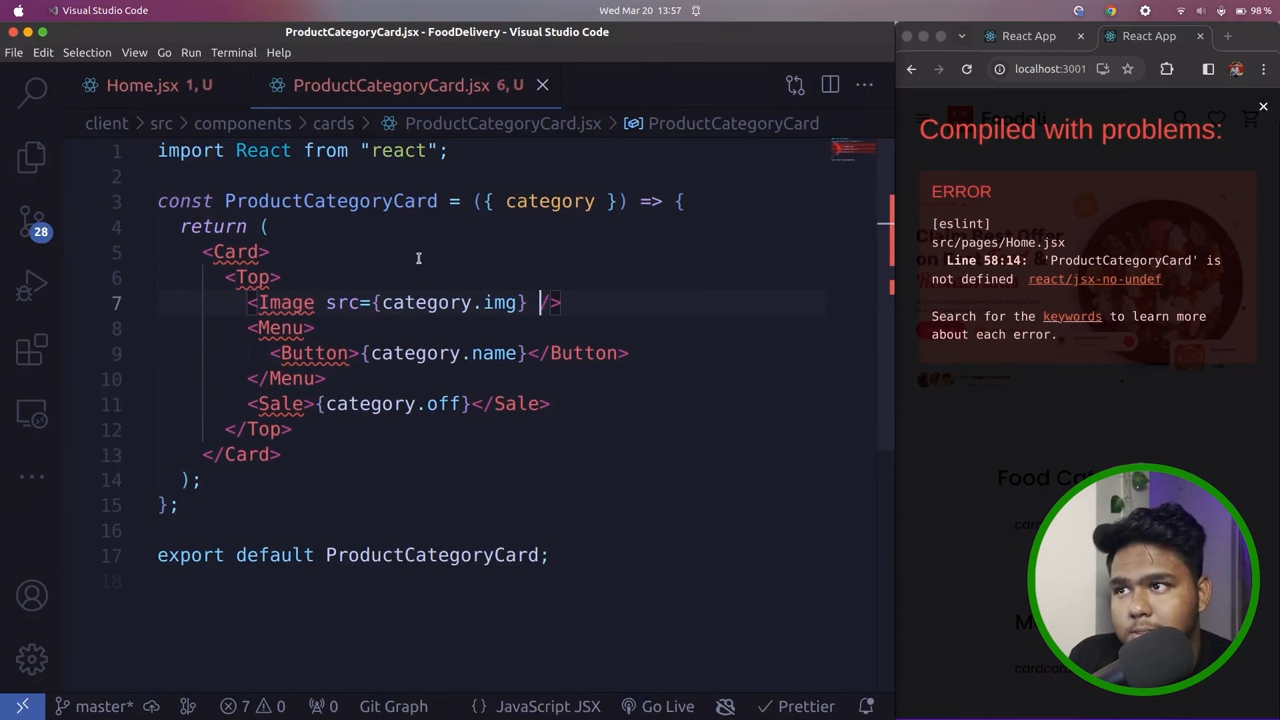 Visual Studio Code
Wed Mar 20 13:57
98 %
ProductCategoryCard.jsx - FoodDelivery - Visual Studio Code
File Edit Selection View Go Run Terminal Help
Home.jsx 1, U
ProductCategoryCard.jsx 6, U
client > src > components > cards > ProductCategoryCard.jsx > ProductCategoryCard
1 import React from "react";
2
3 const ProductCategoryCard = ({ category }) => {
4 return (
5 <Card>
6 <Top>
7 <Image src={category.img} />
8 <Menu>
9 <Button>{category.name}</Button>
10 </Menu>
11 <Sale>{category.off}</Sale>
12 </Top>
13 </Card>
14 );
15 };
16
17 export default ProductCategoryCard;
18
28
master* 7 0 0 Git Graph {} JavaScript JSX Go Live Prettier
React App
React App
localhost:3001
Compiled with problems:
ERROR
[eslint]
src/pages/Home.jsx
Line 58:14: 'ProductCategoryCard' is
not defined react/jsx-no-undef
Search for the keywords to learn more
about each error.
Food Ca